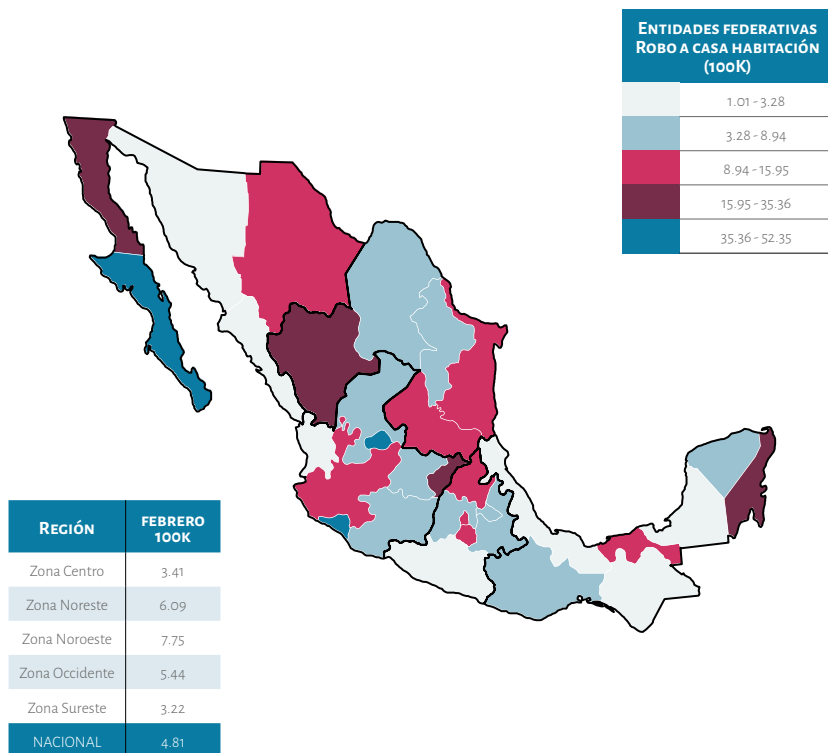 Entidades federativas
Robo a casa habitación
(100K)
1.01 - 3.28
3.28 - 8.94
8.94 - 15.95
15.95 - 35.36
35.36 - 52.35
Región febrero 100K
Zona Centro 3.41
Zona Noreste 6.09
Zona Noroeste 7.75
Zona Occidente 5.44
Zona Sureste 3.22
NACIONAL 4.81